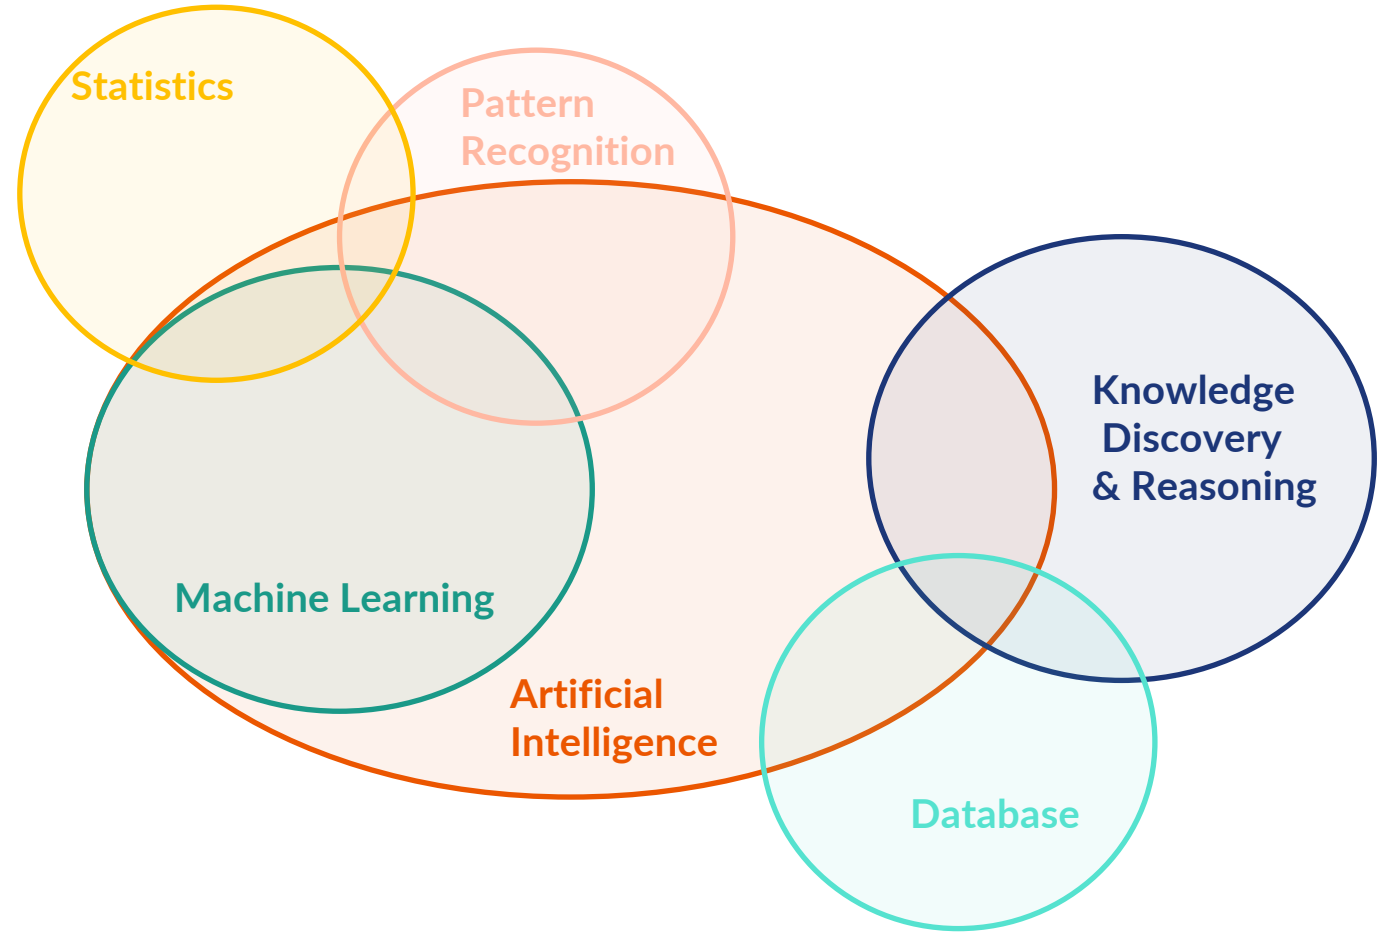 Statistics
Pattern
Recognition
Knowledge
Discovery
& Reasoning
Machine Learning
Artificial
Intelligence
Database